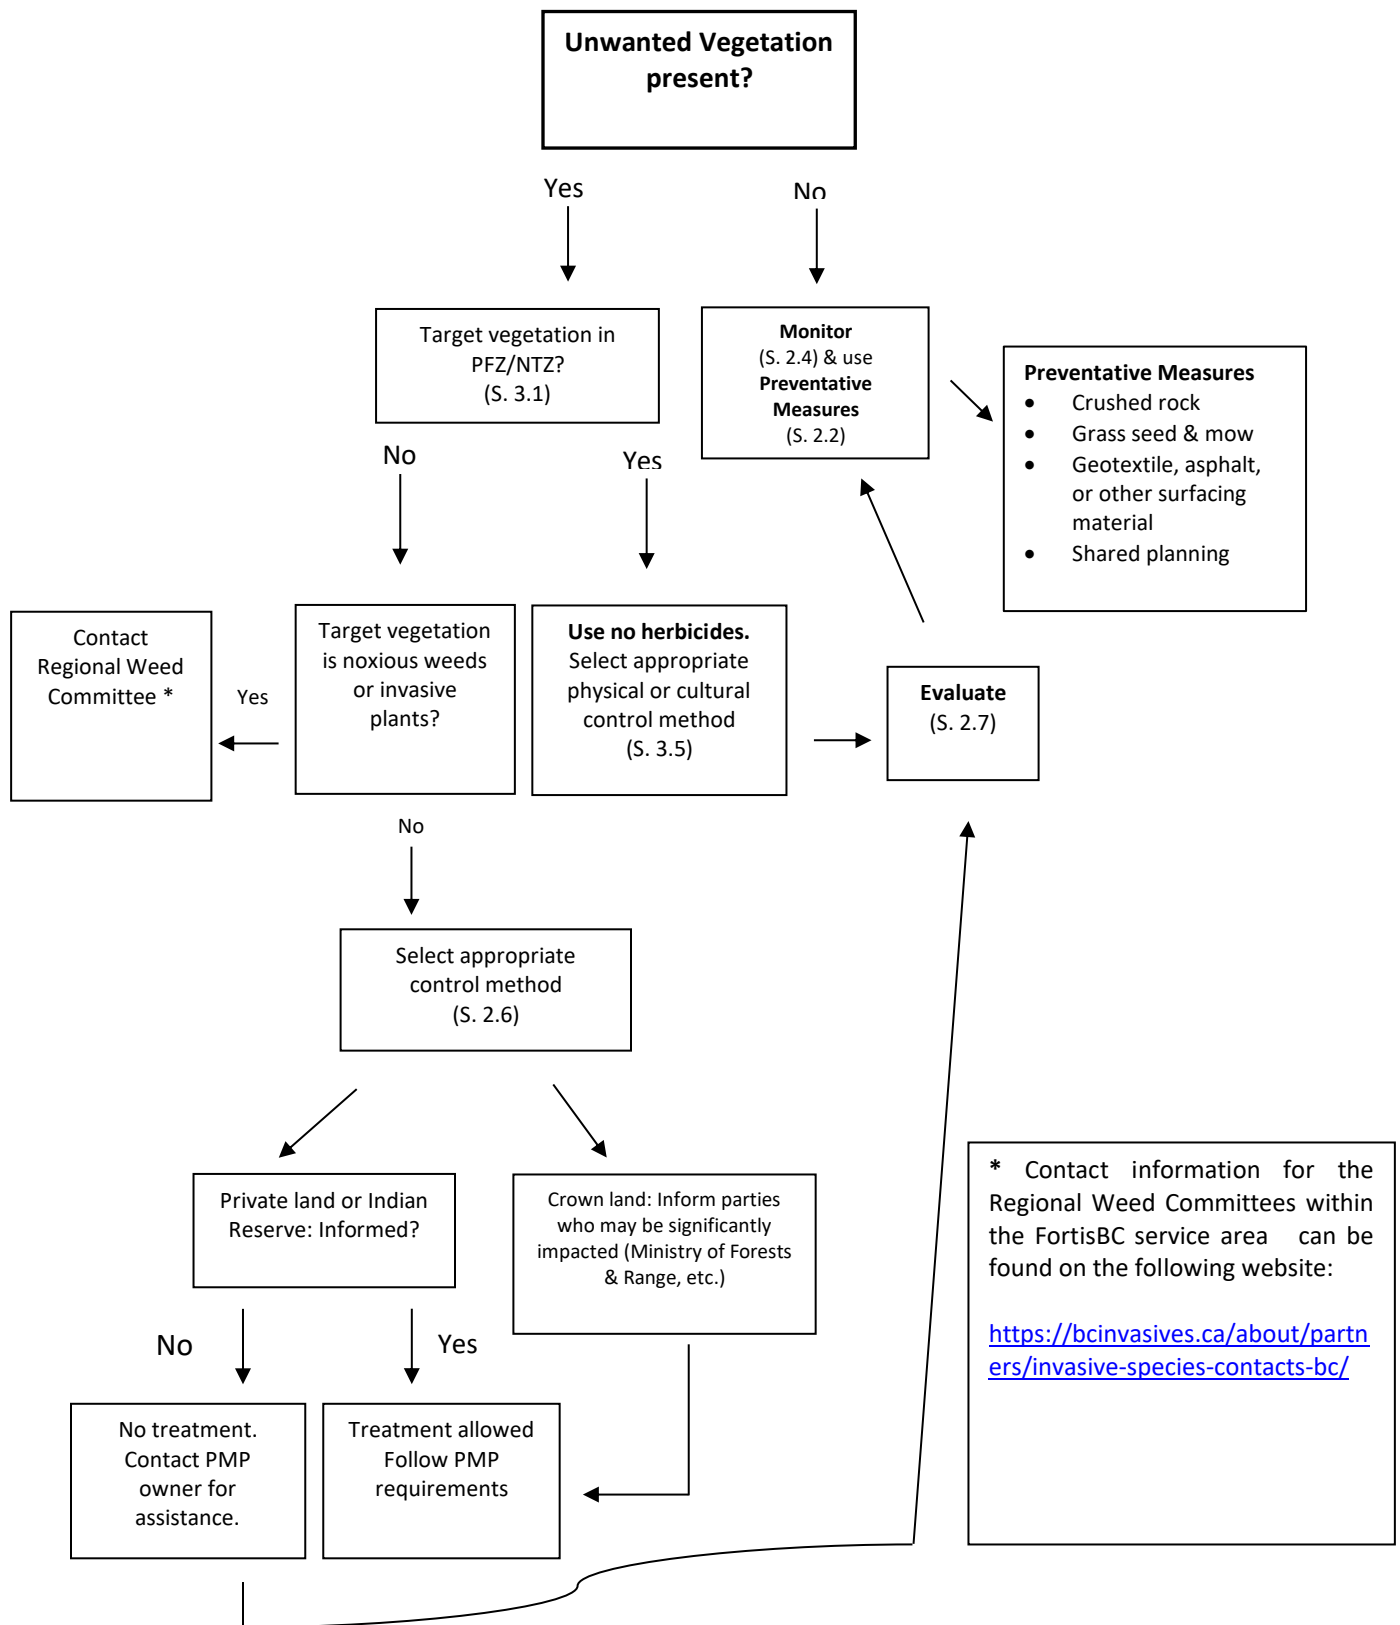 Unwanted Vegetation
present?
Yes
No
Target vegetation in
PFZ/NTZ?
(S. 3.1)
Monitor
(S. 2.4) & use
Preventative
Measures
(S. 2.2)
Preventative Measures
• Crushed rock
• Grass seed & mow
• Geotextile, asphalt,
or other surfacing
material
• Shared planning
No
Yes
Contact
Regional Weed
Committee *
Yes
Target vegetation
is noxious weeds
or invasive
plants?
Use no herbicides.
Select appropriate
physical or cultural
control method
(S. 3.5)
Evaluate
(S. 2.7)
No
Select appropriate
control method
(S. 2.6)
Private land or Indian
Reserve: Informed?
Crown land: Inform parties
who may be significantly
impacted (Ministry of Forests
& Range, etc.)
* Contact information for the
Regional Weed Committees within
the FortisBC service area can be
found on the following website:
https://bcinvasives.ca/about/partn
ers/invasive-species-contacts-bc/
No
Yes
No treatment.
Contact PMP
owner for
assistance.
Treatment allowed
Follow PMP
requirements